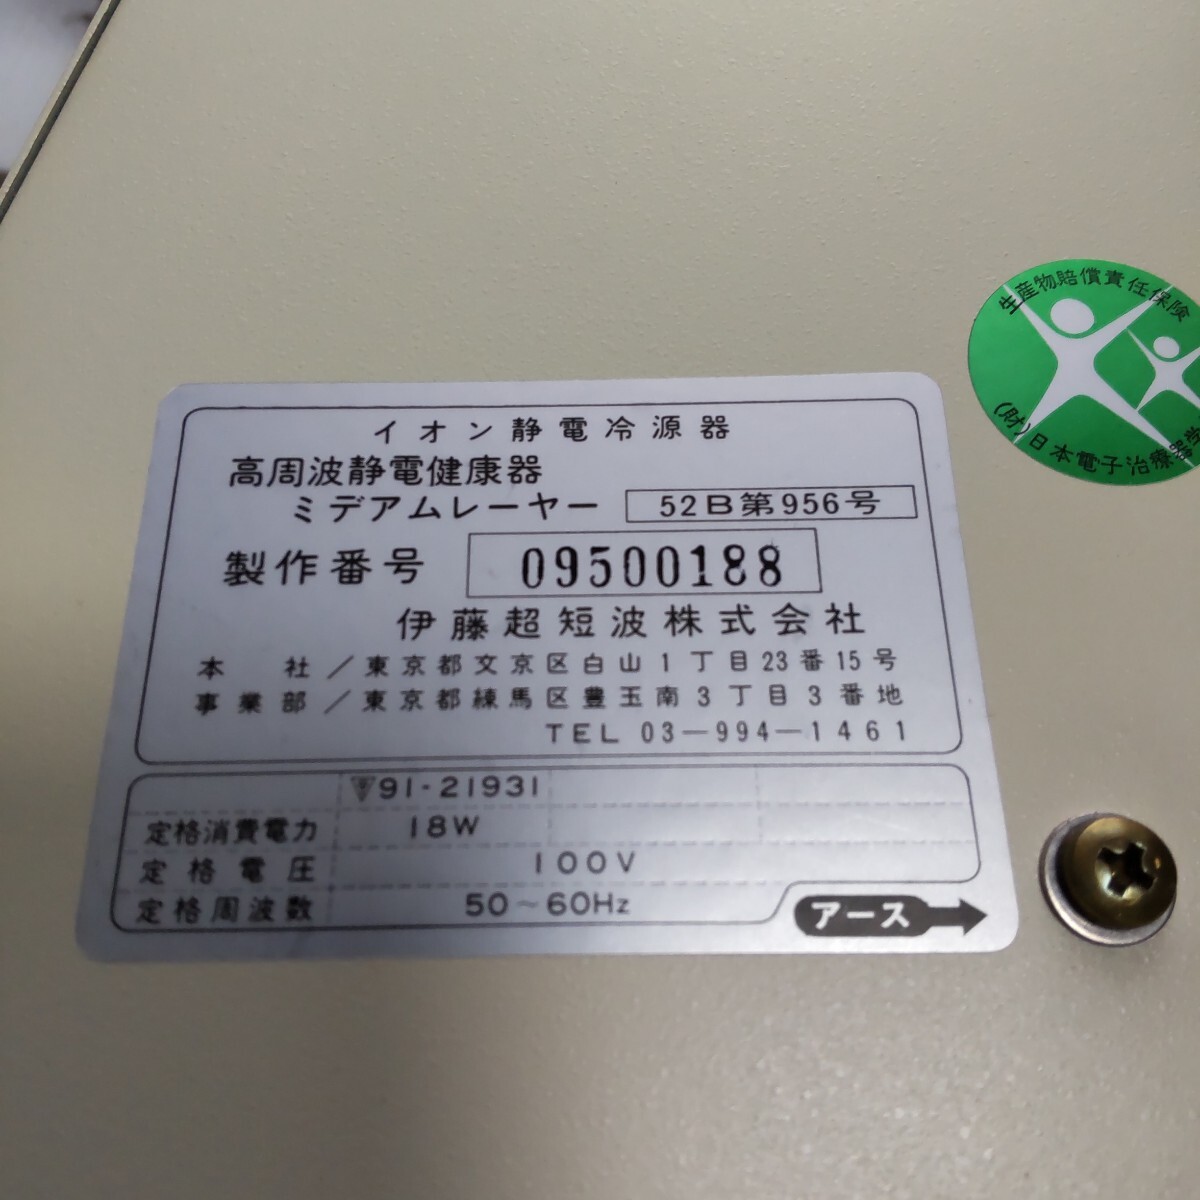 イオン静電冷源器
高周波静電健康器
ミデアムレーヤー 52B第956号
製作番号 09500188
伊藤超短波株式会社
本社/東京都文京区白山1丁目23番15号
事業部/東京都練馬区豊玉南3丁目3番地
TEL 03-994-1461
91-21931
定格消費電力 18W
定格電圧 100V
定格周波数 50~60Hz
アース
生産物賠償責任保険
(財)日本電子治療器